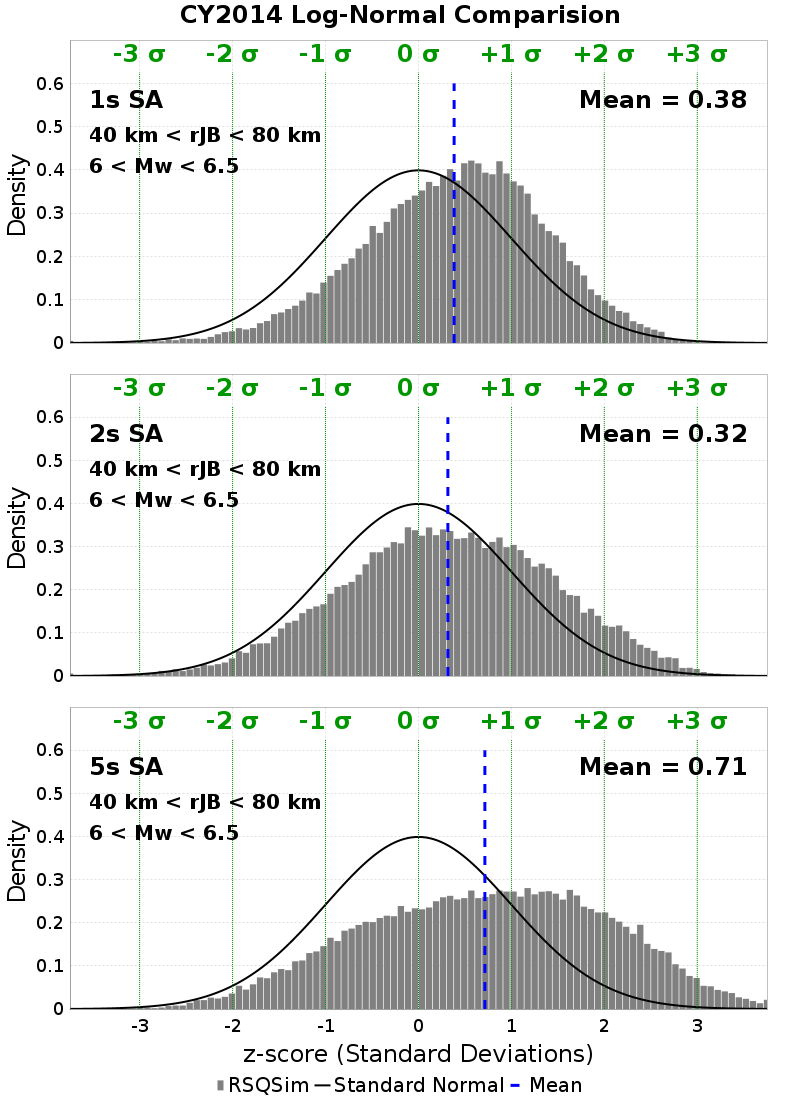 CY2014 Log-Normal Comparision
-3 σ -2 σ -1 σ 0 σ +1 σ +2 σ +3 σ
0.6
1s SA Mean = 0.38
0.5
40 km < rJB < 80 km
6 < Mw < 6.5
0.4
Density
0.3
0.2
0.1
0
-3 σ -2 σ -1 σ 0 σ +1 σ +2 σ +3 σ
0.6
2s SA Mean = 0.32
0.5
40 km < rJB < 80 km
6 < Mw < 6.5
0.4
Density
0.3
0.2
0.1
0
-3 σ -2 σ -1 σ 0 σ +1 σ +2 σ +3 σ
0.6
5s SA Mean = 0.71
0.5
40 km < rJB < 80 km
6 < Mw < 6.5
0.4
Density
0.3
0.2
0.1
0
-3 -2 -1 0 1 2 3
z-score (Standard Deviations)
RSQSim Standard Normal Mean